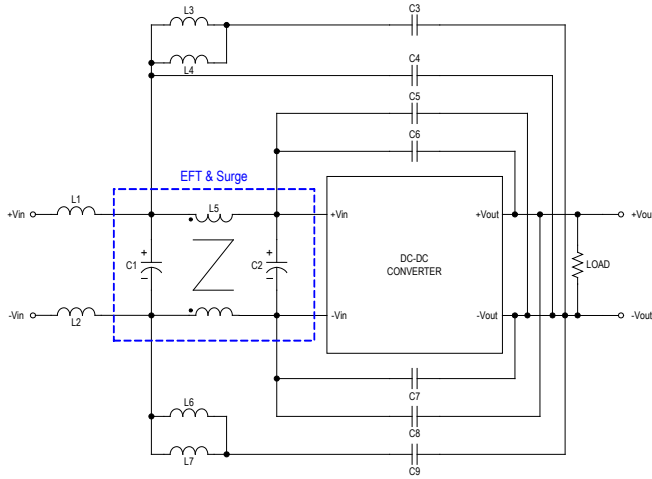 L3
C3
L4
C4
C5
C6
EFT & Surge
L1
L5
+Vin
+Vin
+Vout
+Vou
C1
+
C2
+
DC-DC
CONVERTER
LOAD
-Vin
-Vin
-Vout
-Vout
L2
C7
L6
C8
L7
C9